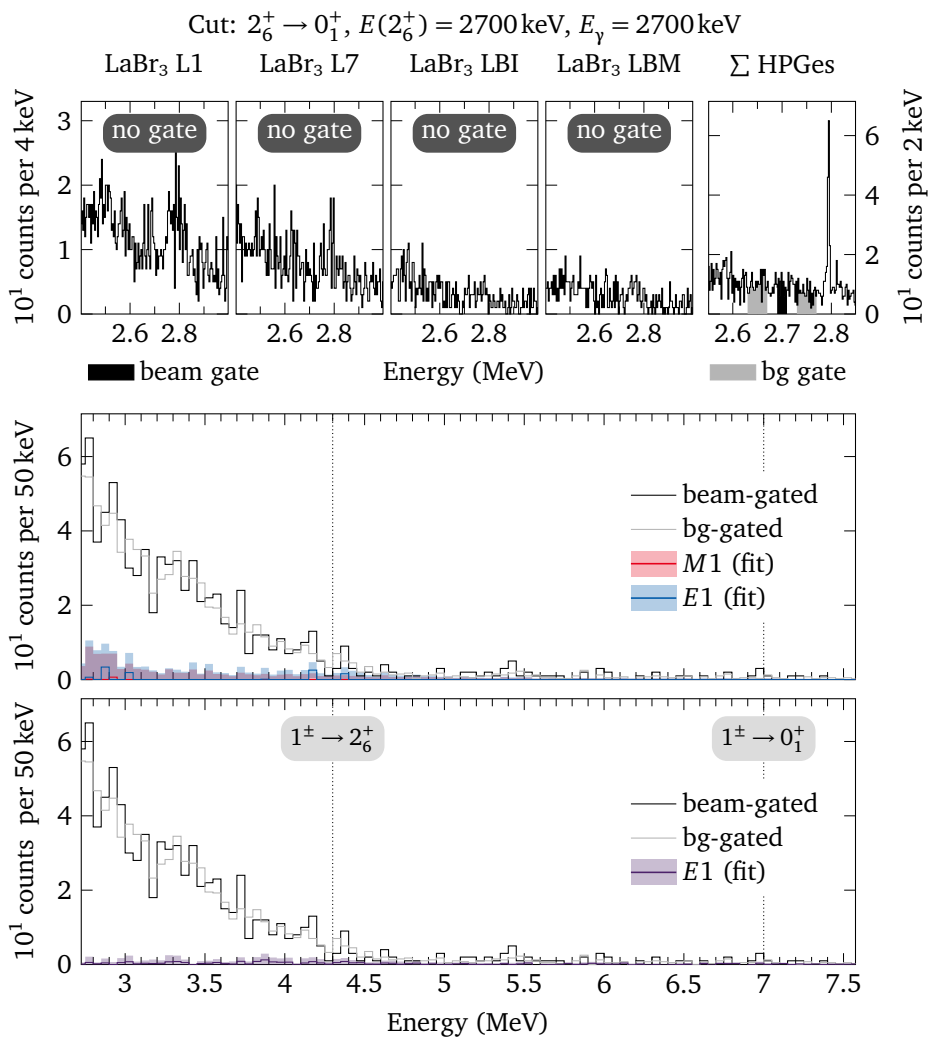 Cut: 2₆⁺ → 0₁⁺, E(2₆⁺) = 2700 keV, Eγ = 2700 keV
LaBr₃ L1 LaBr₃ L7 LaBr₃ LBI LaBr₃ LBM ∑ HPGes
no gate no gate no gate no gate
10¹ counts per 4 keV
3
2
1
0
10¹ counts per 2 keV
6
4
2
0
2.6 2.8 2.6 2.8 2.6 2.8 2.6 2.8 2.6 2.7 2.8
beam gate Energy (MeV) bg gate
10¹ counts per 50 keV
6
4
2
0
beam-gated
bg-gated
M1 (fit)
E1 (fit)
10¹ counts per 50 keV
6
4
2
0
1± → 2₆⁺ 1± → 0₁⁺
beam-gated
bg-gated
E1 (fit)
3 3.5 4 4.5 5 5.5 6 6.5 7 7.5
Energy (MeV)